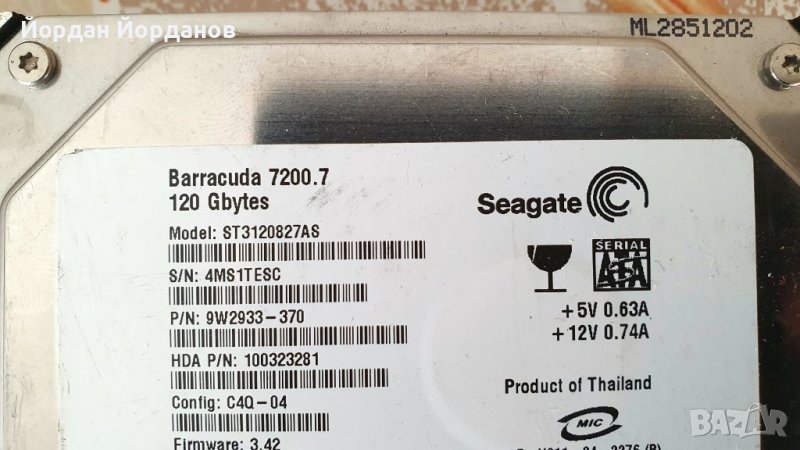 Йордан Йорданов
ML2851202
Barracuda 7200.7
120 Gbytes
Model: ST3120827AS
S/N: 4MS1TESC
P/N: 9W2933-370
HDA P/N: 100323281
Config: C4Q-04
Firmware: 3.42
Seagate
SERIAL
ATA
+5V 0.63A
+12V 0.74A
Product of Thailand
MIC
BAZAR